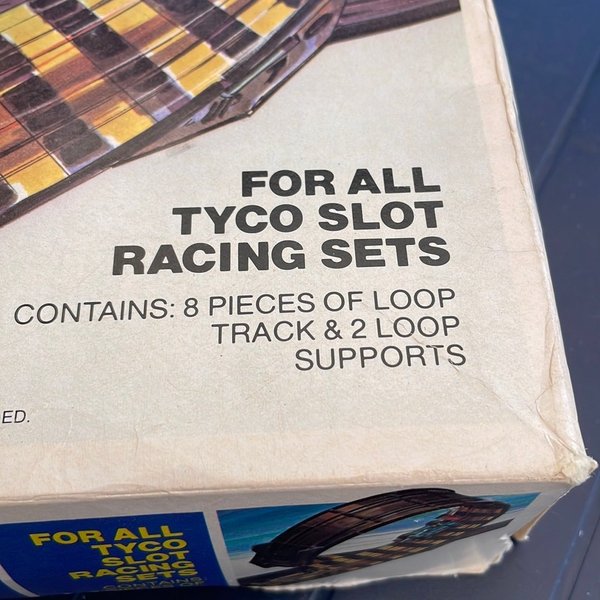 FOR ALL
TYCO SLOT
RACING SETS
CONTAINS: 8 PIECES OF LOOP
TRACK & 2 LOOP
SUPPORTS
ED.
FOR ALL
TYCO
SLOT
RACING
SETS
CONTAINS